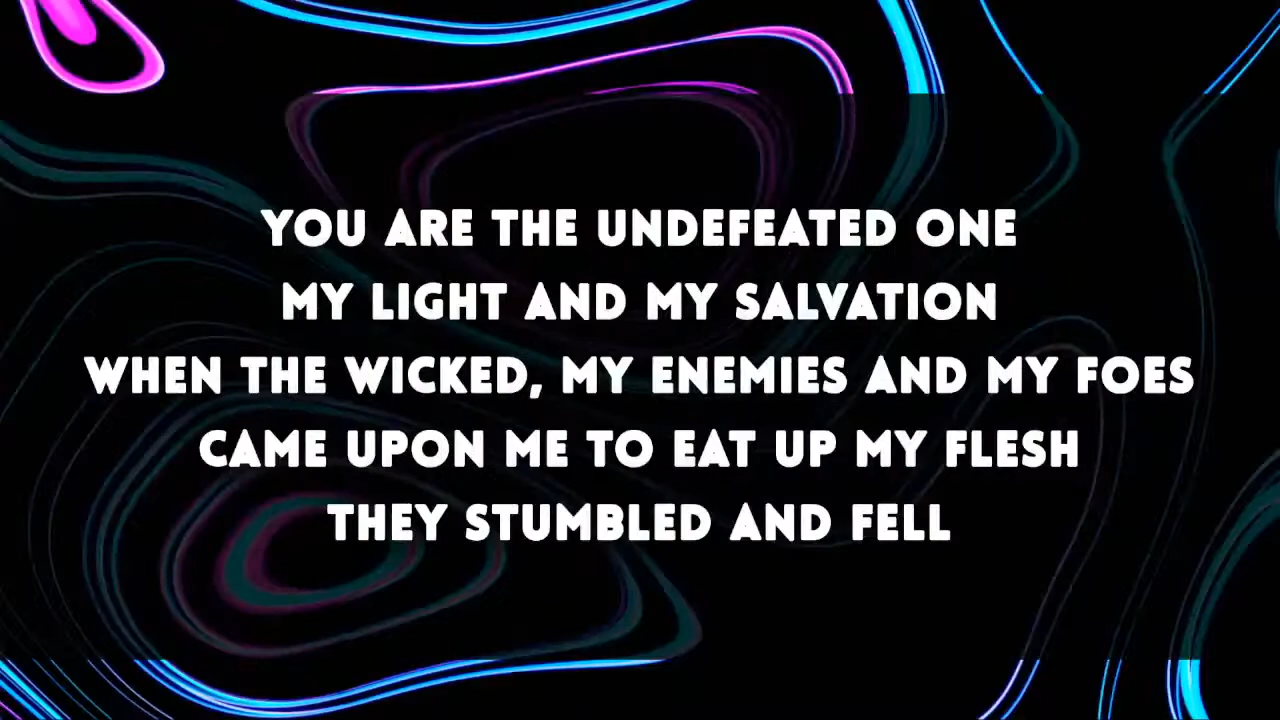 YOU ARE THE UNDEFEATED ONE
MY LIGHT AND MY SALVATION
WHEN THE WICKED, MY ENEMIES AND MY FOES
CAME UPON ME TO EAT UP MY FLESH
THEY STUMBLED AND FELL